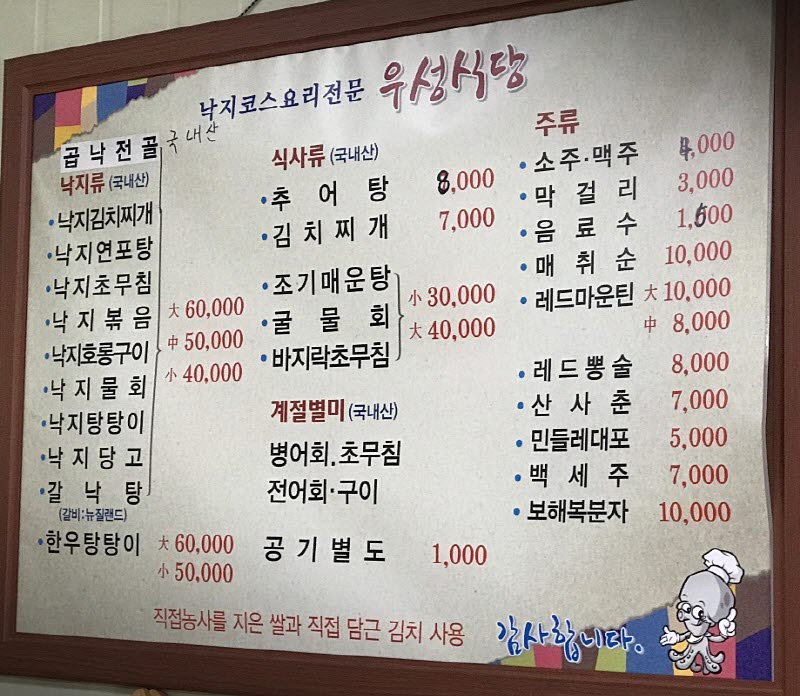 낙지코스요리전문 우성식당
곱낙전골 국내산
낙지류 (국내산)
•낙지김치찌개
•낙지연포탕
•낙지초무침
•낙지볶음
•낙지호롱구이
•낙지물회
•낙지탕탕이
•낙지당고
•갈낙탕
(갈비:뉴질랜드)
大 60,000
中 50,000
小 40,000
•한우탕탕이 大 60,000
小 50,000
식사류 (국내산)
•추어탕 8,000
•김치찌개 7,000
•조기매운탕
•굴물회
•바지락초무침
小 30,000
大 40,000
계절별미 (국내산)
병어회.초무침
전어회·구이
공기별도 1,000
주류
•소주·맥주 4,000
•막걸리 3,000
•음료수 1,500
•매취순 10,000
•레드마운틴 大 10,000
中 8,000
•레드뽕술 8,000
•산사춘 7,000
•민들레대포 5,000
•백세주 7,000
•보해복분자 10,000
직접농사를 지은 쌀과 직접 담근 김치 사용
감사합니다.